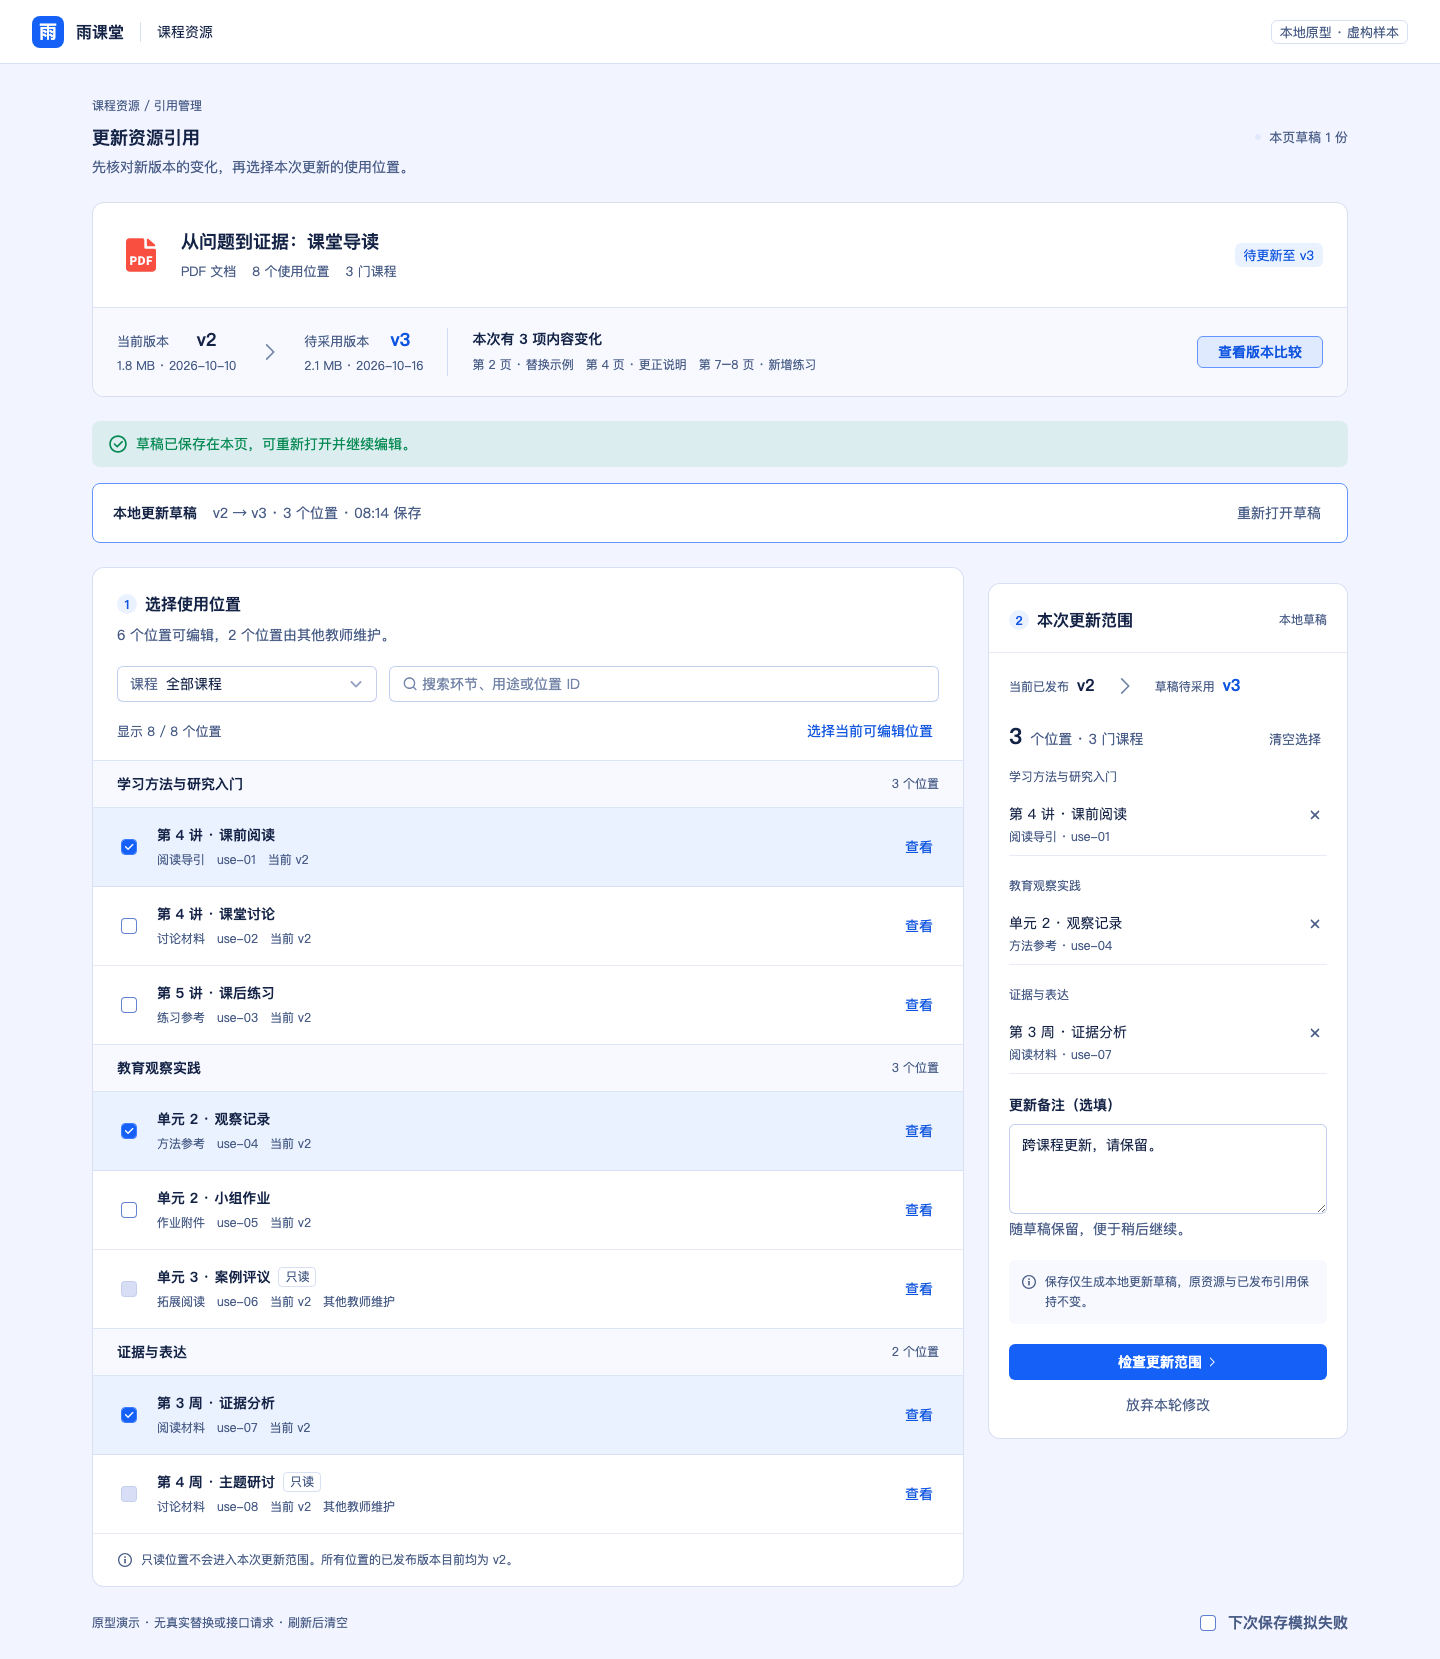 雨 雨课堂 课程资源 本地原型 · 虚构样本
课程资源 / 引用管理
更新资源引用
本页草稿 1 份
先核对新版本的变化，再选择本次更新的使用位置。
PDF
从问题到证据：课堂导读
PDF 文档 8 个使用位置 3 门课程
待更新至 v3
当前版本 v2
1.8 MB · 2026-10-10
待采用版本 v3
2.1 MB · 2026-10-16
本次有 3 项内容变化
第 2 页 · 替换示例 第 4 页 · 更正说明 第 7–8 页 · 新增练习
查看版本比较
草稿已保存在本页，可重新打开并继续编辑。
本地更新草稿 v2 → v3 · 3 个位置 · 08:14 保存 重新打开草稿
1 选择使用位置
6 个位置可编辑，2 个位置由其他教师维护。
课程 全部课程
搜索环节、用途或位置 ID
显示 8 / 8 个位置 选择当前可编辑位置
学习方法与研究入门 3 个位置
第 4 讲 · 课前阅读
阅读导引 use-01 当前 v2
查看
第 4 讲 · 课堂讨论
讨论材料 use-02 当前 v2
查看
第 5 讲 · 课后练习
练习参考 use-03 当前 v2
查看
教育观察实践 3 个位置
单元 2 · 观察记录
方法参考 use-04 当前 v2
查看
单元 2 · 小组作业
作业附件 use-05 当前 v2
查看
单元 3 · 案例评议 只读
拓展阅读 use-06 当前 v2 其他教师维护
查看
证据与表达 2 个位置
第 3 周 · 证据分析
阅读材料 use-07 当前 v2
查看
第 4 周 · 主题研讨 只读
讨论材料 use-08 当前 v2 其他教师维护
查看
只读位置不会进入本次更新范围。所有位置的已发布版本目前均为 v2。
2 本次更新范围 本地草稿
当前已发布 v2 草稿待采用 v3
3 个位置 · 3 门课程 清空选择
学习方法与研究入门
第 4 讲 · 课前阅读
阅读导引 · use-01
教育观察实践
单元 2 · 观察记录
方法参考 · use-04
证据与表达
第 3 周 · 证据分析
阅读材料 · use-07
更新备注（选填）
跨课程更新，请保留。
随草稿保留，便于稍后继续。
保存仅生成本地更新草稿，原资源与已发布引用保
持不变。
检查更新范围
放弃本轮修改
原型演示 · 无真实替换或接口请求 · 刷新后清空
下次保存模拟失败